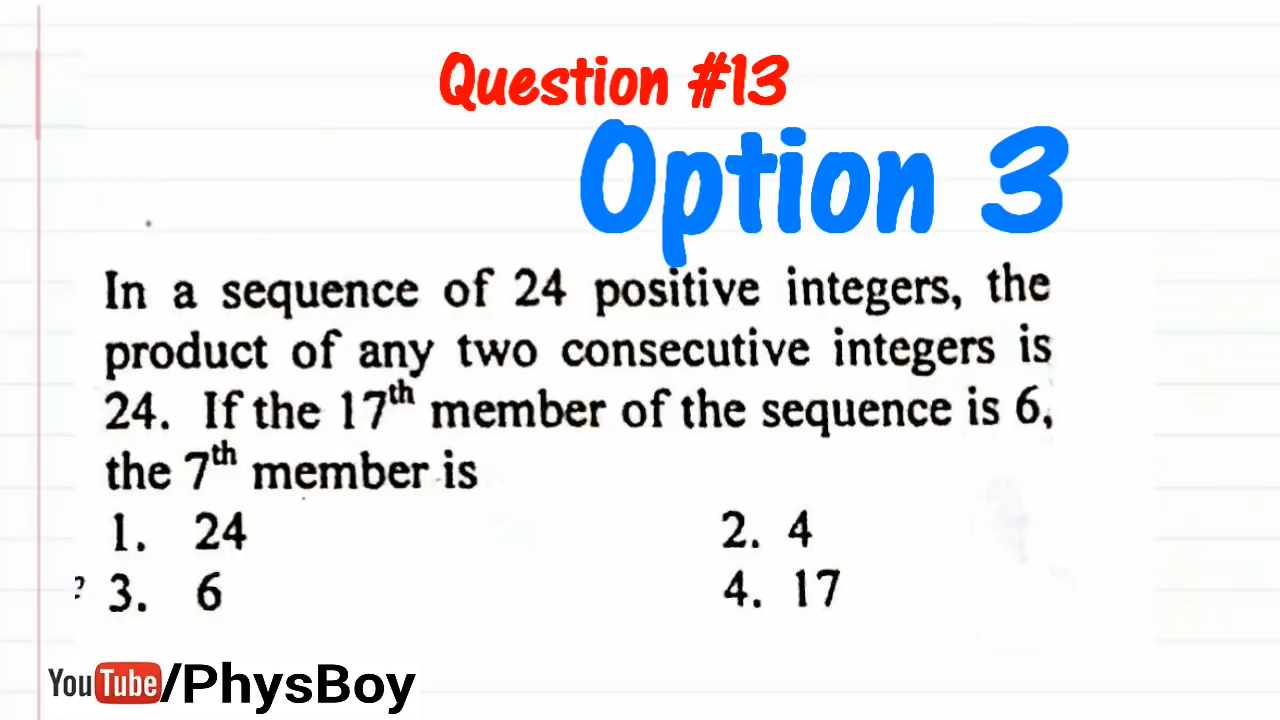 Question #13
Option 3
In a sequence of 24 positive integers, the
product of any two consecutive integers is
24. If the 17th member of the sequence is 6,
the 7th member is
1. 24 2. 4
? 3. 6 4. 17
YouTube/PhysBoy